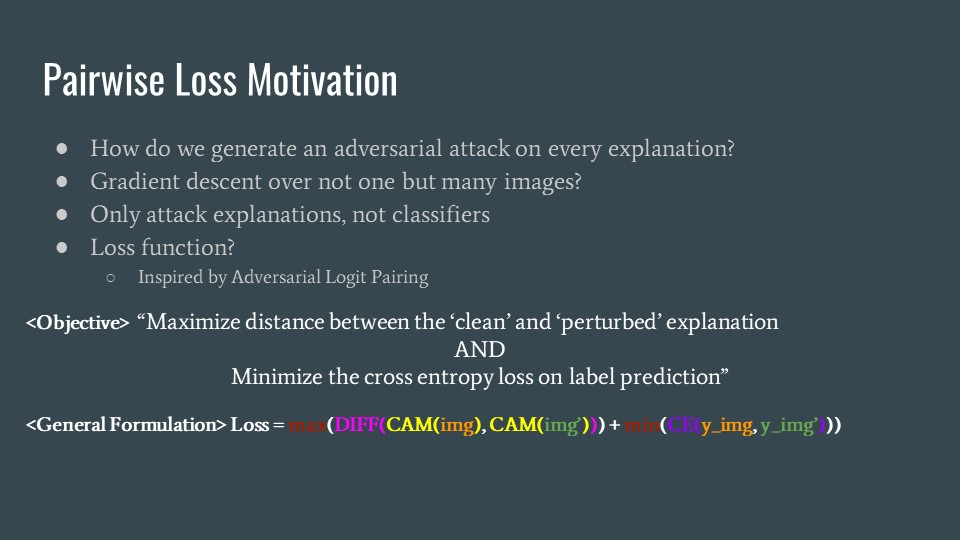 Pairwise Loss Motivation
● How do we generate an adversarial attack on every explanation?
● Gradient descent over not one but many images?
● Only attack explanations, not classifiers
● Loss function?
○ Inspired by Adversarial Logit Pairing
<Objective> “Maximize distance between the ‘clean’ and ‘perturbed’ explanation
AND
Minimize the cross entropy loss on label prediction”
<General Formulation> Loss = max(DIFF(CAM(img), CAM(img’))) + min(CE(y_img, y_img’)))